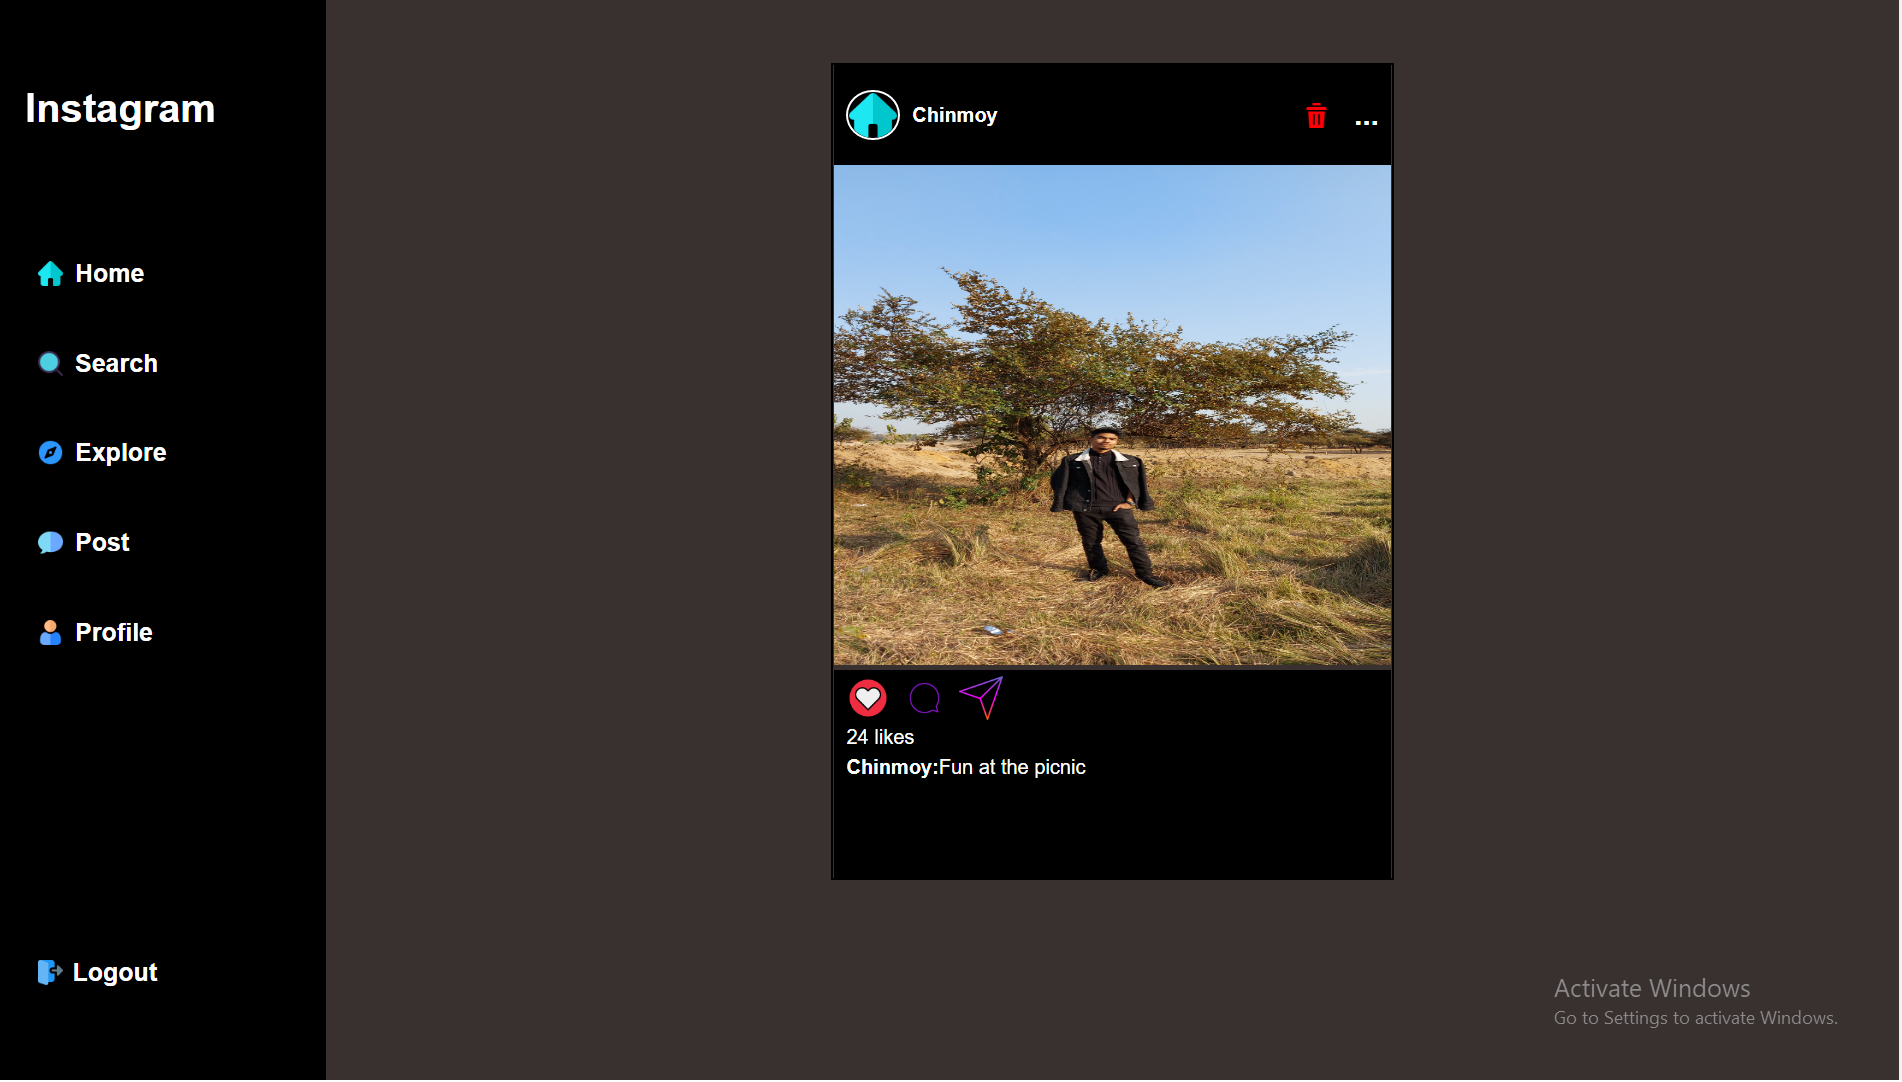 Instagram
Home
Search
Explore
Post
Profile
Logout
Chinmoy
...
24 likes
Chinmoy:Fun at the picnic
Activate Windows
Go to Settings to activate Windows.